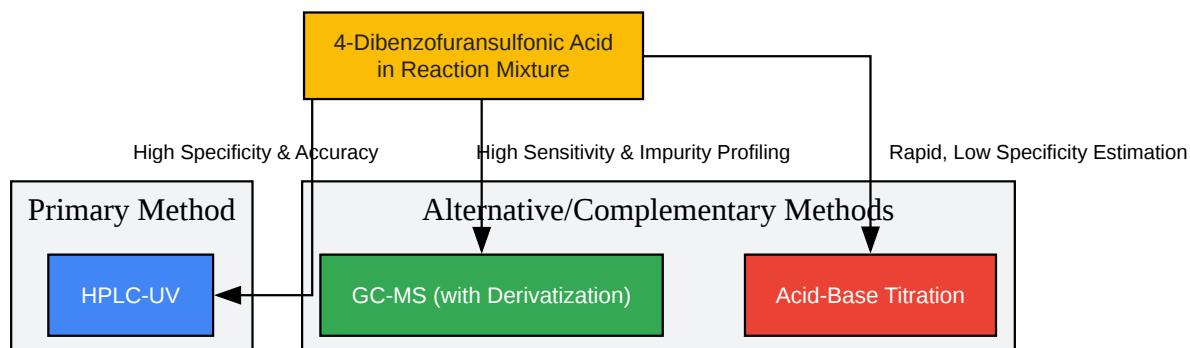 4-Dibenzofuransulfonic Acid
in Reaction Mixture
High Specificity & Accuracy
High Sensitivity & Impurity Profiling
Rapid, Low Specificity Estimation
Primary Method
Alternative/Complementary Methods
HPLC-UV
GC-MS (with Derivatization)
Acid-Base Titration